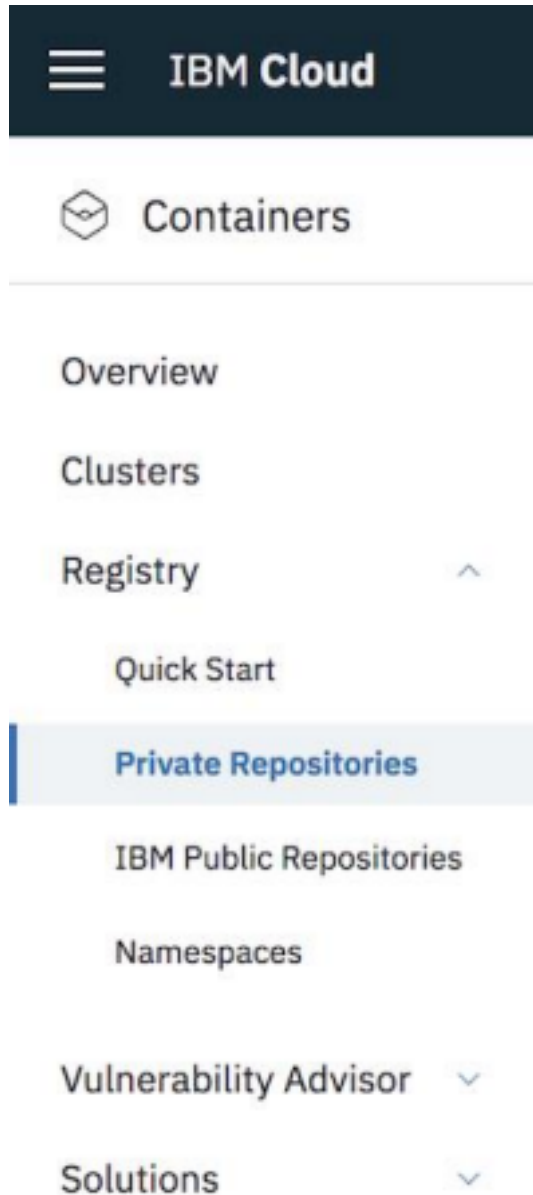 IBM Cloud
Containers
Overview
Clusters
Registry
Quick Start
Private Repositories
IBM Public Repositories
Namespaces
Vulnerability Advisor
Solutions